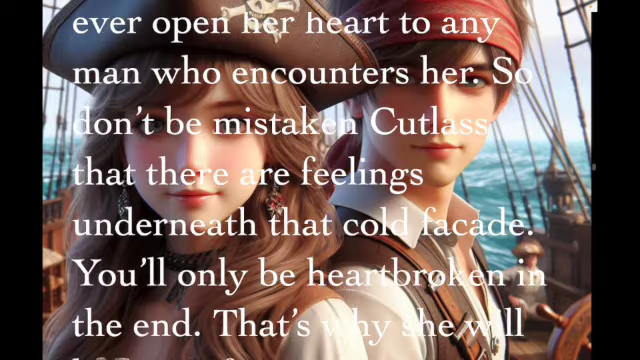 ever open her heart to any
man who encounters her. So
don't be mistaken Cutlass
that there are feelings
underneath that cold facade.
You'll only be heartbroken in
the end. That's why she will